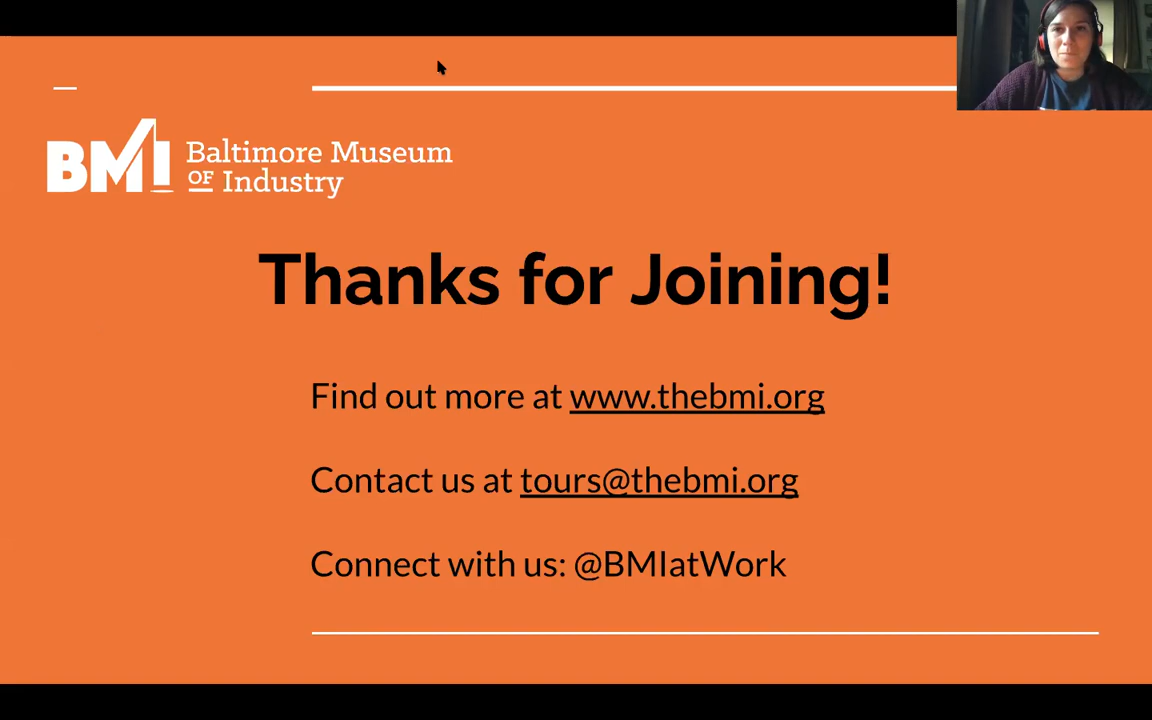 BMI Baltimore Museum
OF Industry
Thanks for Joining!
Find out more at www.thebmi.org
Contact us at tours@thebmi.org
Connect with us: @BMIatWork